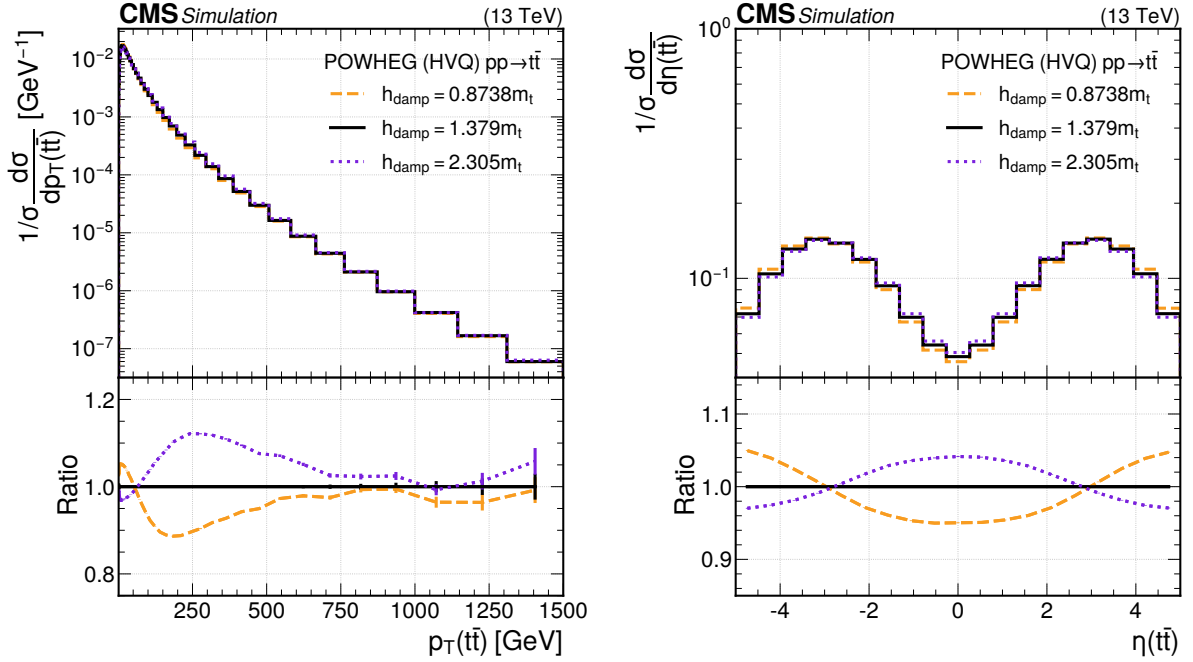 CMS Simulation (13 TeV)
1/σ dσ/dp_T(tt̄) [GeV⁻¹]
10⁻²
10⁻³
10⁻⁴
10⁻⁵
10⁻⁶
10⁻⁷
POWHEG (HVQ) pp→tt̄
h_damp = 0.8738m_t
h_damp = 1.379m_t
h_damp = 2.305m_t
Ratio
1.2
1.0
0.8
250 500 750 1000 1250 1500
p_T(tt̄) [GeV]
CMS Simulation (13 TeV)
1/σ dσ/dη(tt̄)
10⁰
10⁻¹
POWHEG (HVQ) pp→tt̄
h_damp = 0.8738m_t
h_damp = 1.379m_t
h_damp = 2.305m_t
Ratio
1.1
1.0
0.9
-4 -2 0 2 4
η(tt̄)